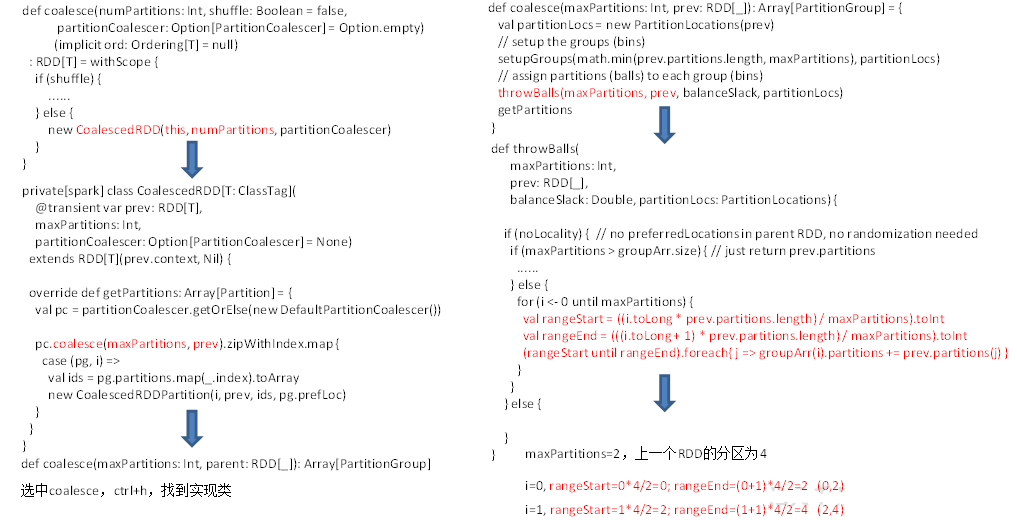 def coalesce(numPartitions: Int, shuffle: Boolean = false,
partitionCoalescer: Option[PartitionCoalescer] = Option.empty)
(implicit ord: Ordering[T] = null)
: RDD[T] = withScope {
if (shuffle) {
......
} else {
new CoalescedRDD(this, numPartitions, partitionCoalescer)
}
}
private[spark] class CoalescedRDD[T: ClassTag](
@transient var prev: RDD[T],
maxPartitions: Int,
partitionCoalescer: Option[PartitionCoalescer] = None)
extends RDD[T](prev.context, Nil) {
override def getPartitions: Array[Partition] = {
val pc = partitionCoalescer.getOrElse(new DefaultPartitionCoalescer())
pc.coalesce(maxPartitions, prev).zipWithIndex.map {
case (pg, i) =>
val ids = pg.partitions.map(_.index).toArray
new CoalescedRDDPartition(i, prev, ids, pg.prefLoc)
}
}
}
def coalesce(maxPartitions: Int, parent: RDD[_]): Array[PartitionGroup]
选中coalesce，ctrl+h，找到实现类
def coalesce(maxPartitions: Int, prev: RDD[_]): Array[PartitionGroup] = {
val partitionLocs = new PartitionLocations(prev)
// setup the groups (bins)
setupGroups(math.min(prev.partitions.length, maxPartitions), partitionLocs)
// assign partitions (balls) to each group (bins)
throwBalls(maxPartitions, prev, balanceSlack, partitionLocs)
getPartitions
}
def throwBalls(
maxPartitions: Int,
prev: RDD[_],
balanceSlack: Double, partitionLocs: PartitionLocations) {
if (noLocality) { // no preferredLocations in parent RDD, no randomization needed
if (maxPartitions > groupArr.size) { // just return prev.partitions
......
} else {
for (i <- 0 until maxPartitions) {
val rangeStart = ((i.toLong * prev.partitions.length) / maxPartitions).toInt
val rangeEnd = (((i.toLong + 1) * prev.partitions.length) / maxPartitions).toInt
(rangeStart until rangeEnd).foreach{ j => groupArr(i).partitions += prev.partitions(j) }
}
}
} else {
}
}
maxPartitions=2，上一个RDD的分区为4
i=0, rangeStart=0*4/2=0; rangeEnd=(0+1)*4/2=2 (0,2)
i=1, rangeStart=1*4/2=2; rangeEnd=(1+1)*4/2=4 (2,4)